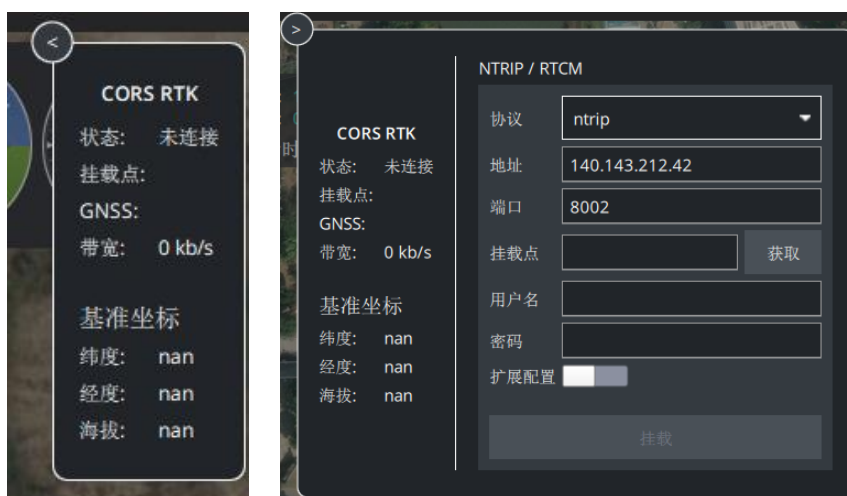 <
CORS RTK
状态: 未连接
挂载点:
GNSS:
带宽: 0 kb/s
基准坐标
纬度: nan
经度: nan
海拔: nan
>
时
CORS RTK
状态: 未连接
挂载点:
GNSS:
带宽: 0 kb/s
基准坐标
纬度: nan
经度: nan
海拔: nan
NTRIP / RTCM
协议 ntrip
地址 140.143.212.42
端口 8002
挂载点 获取
用户名
密码
扩展配置
挂载